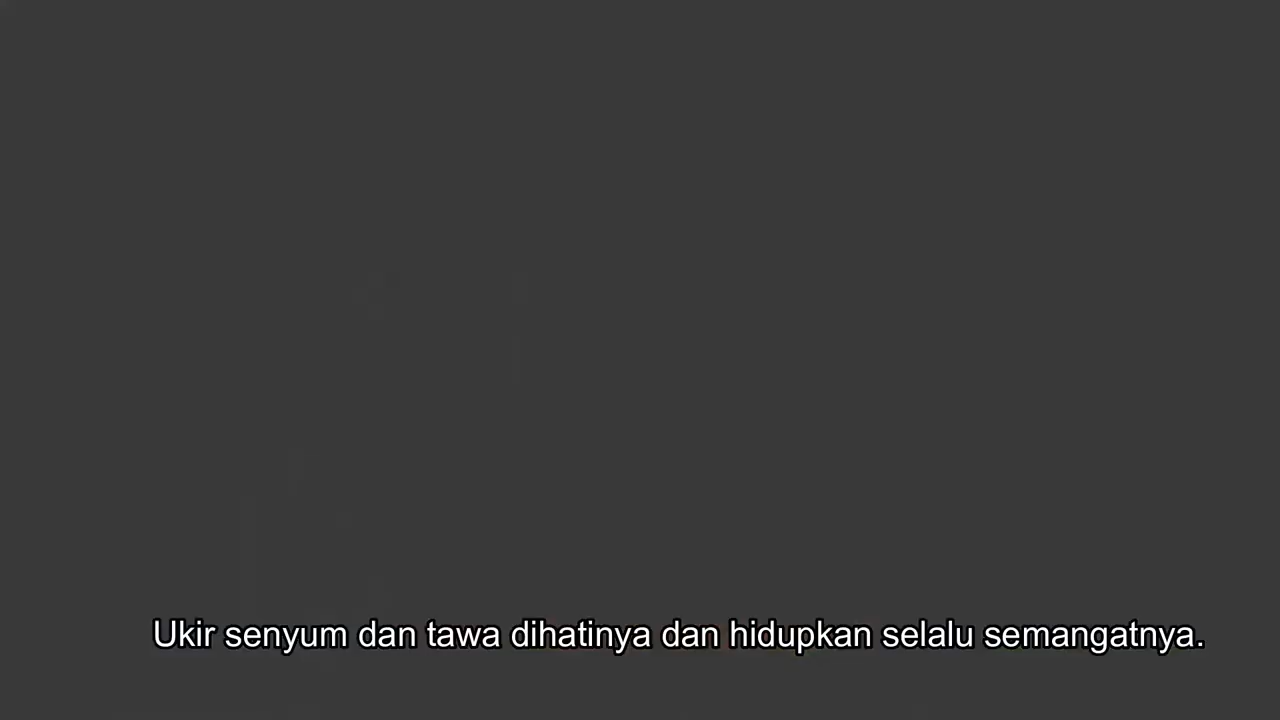 Ukir senyum dan tawa dihatinya dan hidupkan selalu semangatnya.